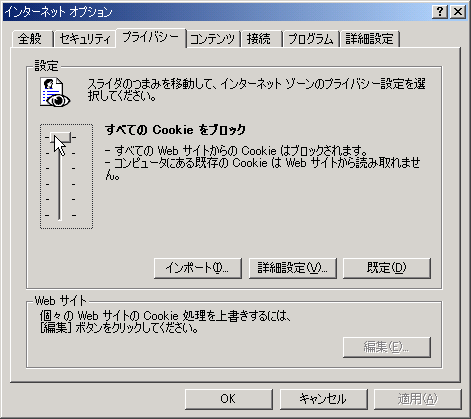 インターネット オプション
全般 セキュリティ プライバシー コンテンツ 接続 プログラム 詳細設定
設定
スライダのつまみを移動して、インターネット ゾーンのプライバシー設定を選
択してください。
すべての Cookie をブロック
- すべての Web サイトからの Cookie はブロックされます。
- コンピュータにある既存の Cookie は Web サイトから読み取れませ
ん。
インポート(I)... 詳細設定(V)... 既定(D)
Web サイト
個々の Web サイトの Cookie 処理を上書きするには、
[編集] ボタンをクリックしてください。
編集(E)...
OK キャンセル 適用(A)